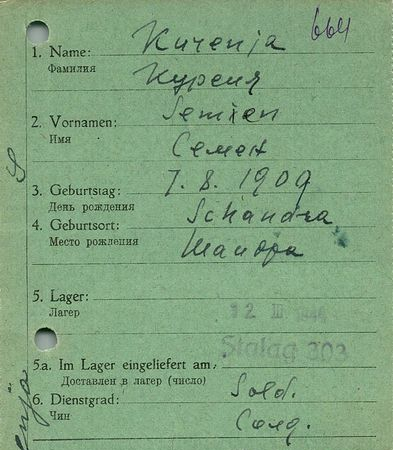 664
1. Name: Kurenja
Фамилия Куреня
2. Vornamen: Semjen
Имя Семен
3. Geburtstag: 7. 8. 1909
День рождения
4. Geburtsort: Schandra
Место рождения Шандра
5. Lager:
Лагер
12 III
Stalag 303
5a. Im Lager eingeliefert am:
Доставлен в лагер (число)
6. Dienstgrad: Sold.
Чин Солд.